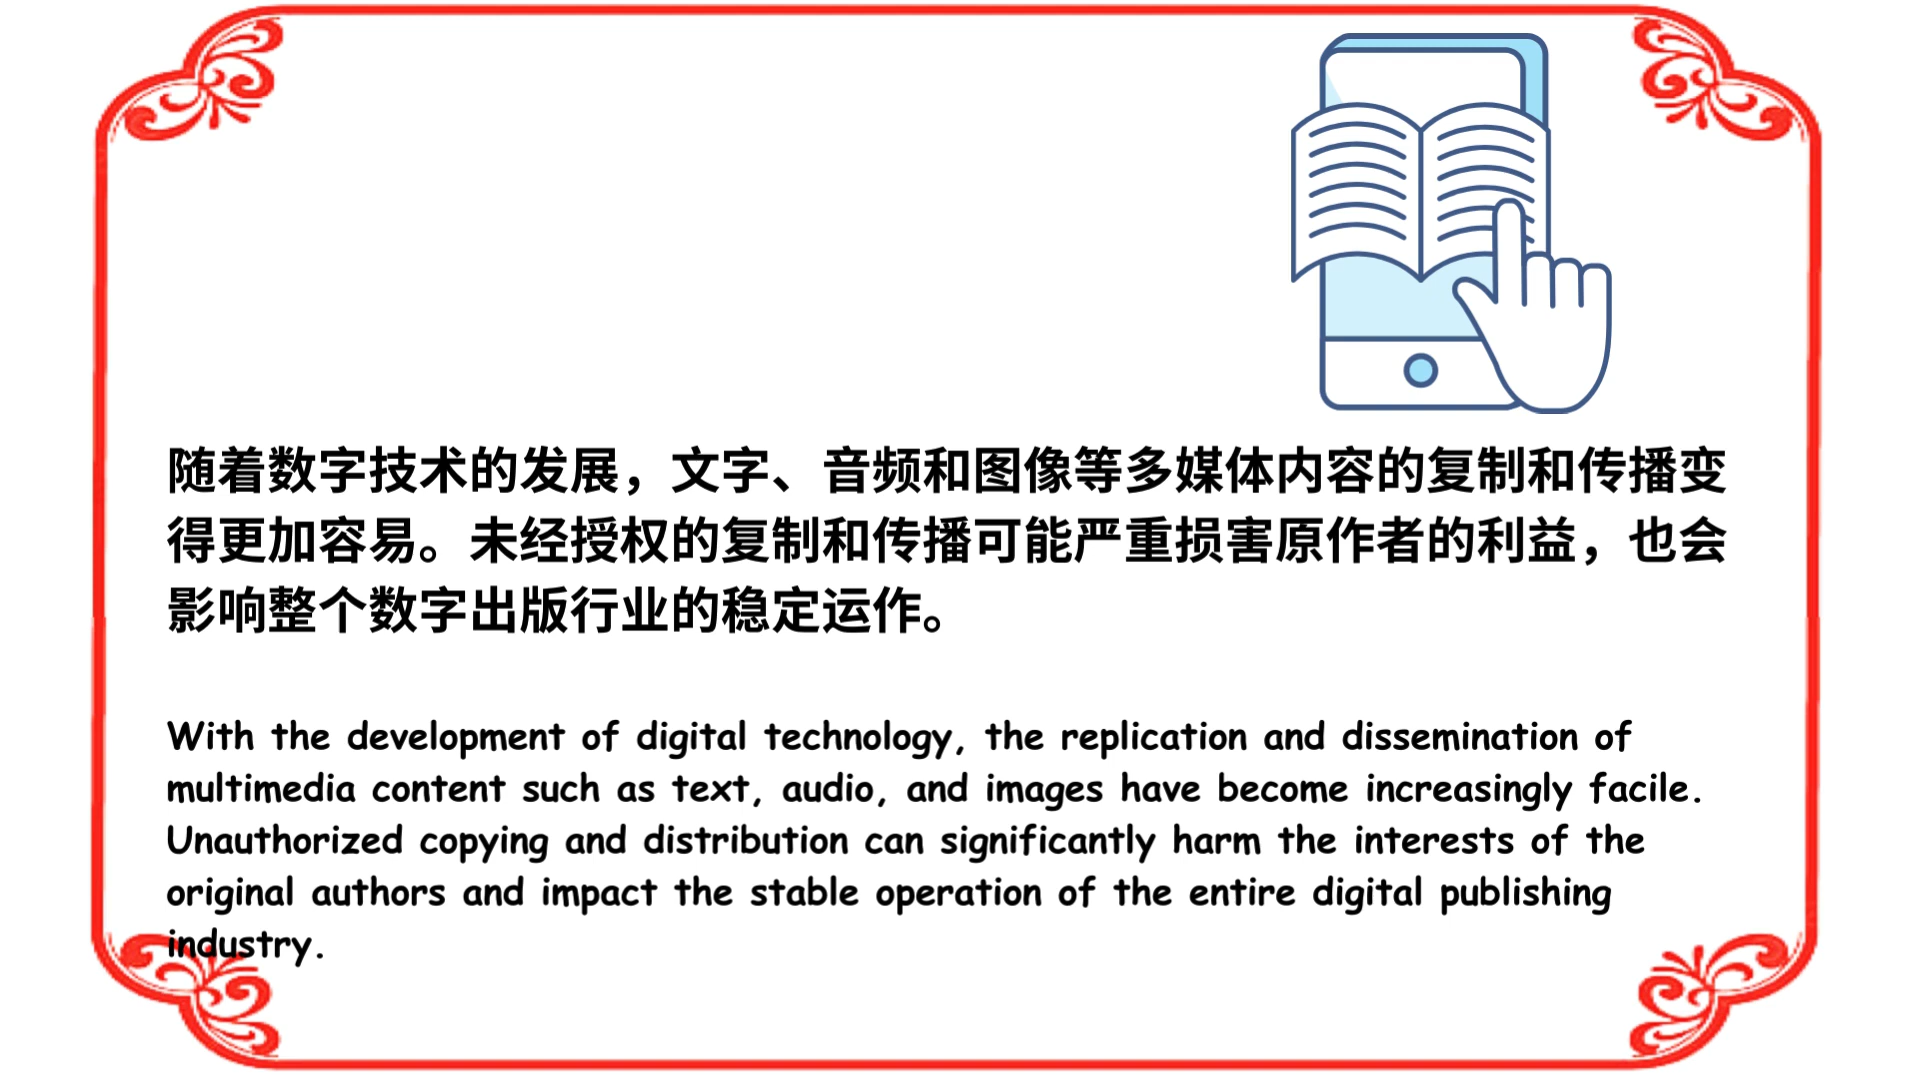 随着数字技术的发展，文字、音频和图像等多媒体内容的复制和传播变
得更加容易。未经授权的复制和传播可能严重损害原作者的利益，也会
影响整个数字出版行业的稳定运作。
With the development of digital technology, the replication and dissemination of
multimedia content such as text, audio, and images have become increasingly facile.
Unauthorized copying and distribution can significantly harm the interests of the
original authors and impact the stable operation of the entire digital publishing
industry.